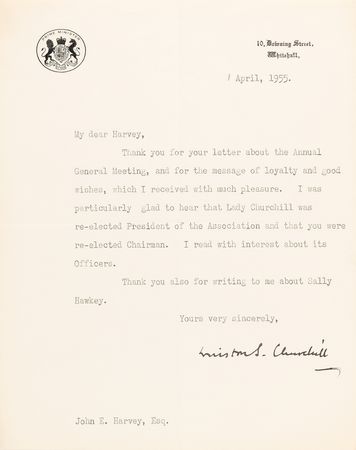 PRIME MINISTER
10, Downing Street,
Whitehall.
1 April, 1955.
My dear Harvey,
Thank you for your letter about the Annual
General Meeting, and for the message of loyalty and good
wishes, which I received with much pleasure. I was
particularly glad to hear that Lady Churchill was
re-elected President of the Association and that you were
re-elected Chairman. I read with interest about its
Officers.
Thank you also for writing to me about Sally
Hawkey.
Yours very sincerely,
Winston S. Churchill
John E. Harvey, Esq.